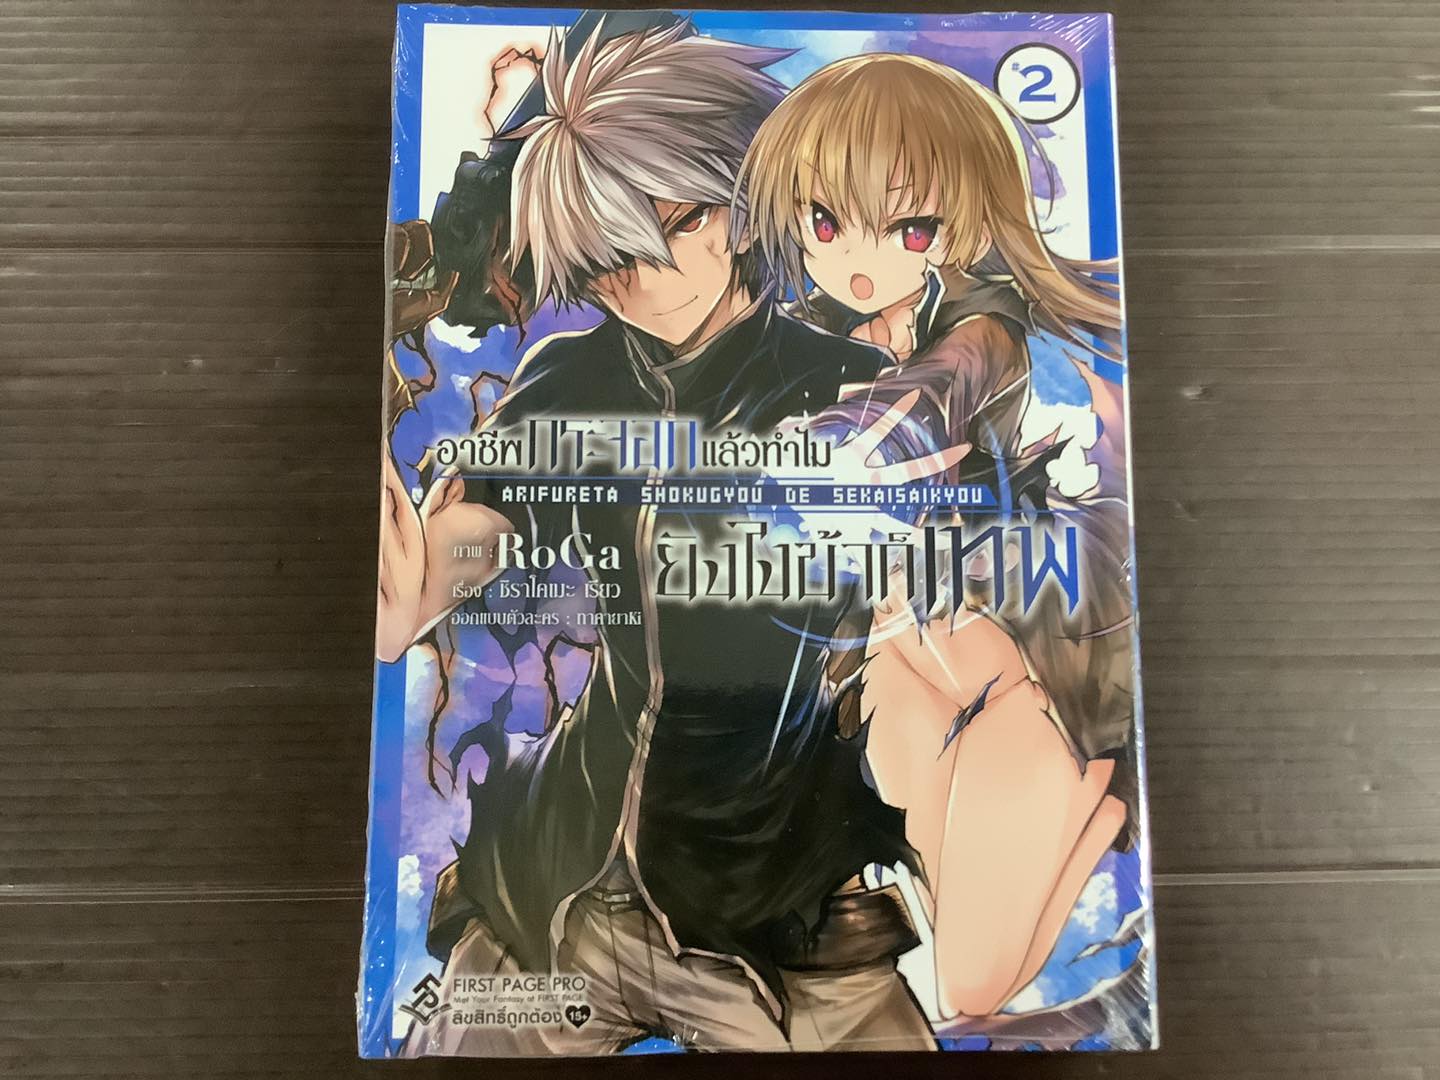 #2
อาชีพกระจอกแล้วทำไม
ARIFURETA SHOKUGYOU DE SEKAISAIKYOU
ยังไงข้าก็เทพ
ภาพ : RoGa
เรื่อง : ชิราโคเมะ เรียว
ออกแบบตัวละคร : ทาคายาKi
FIRST PAGE PRO
Met Your Fantasy at FIRST PAGE
ลิขสิทธิ์ถูกต้อง 15+